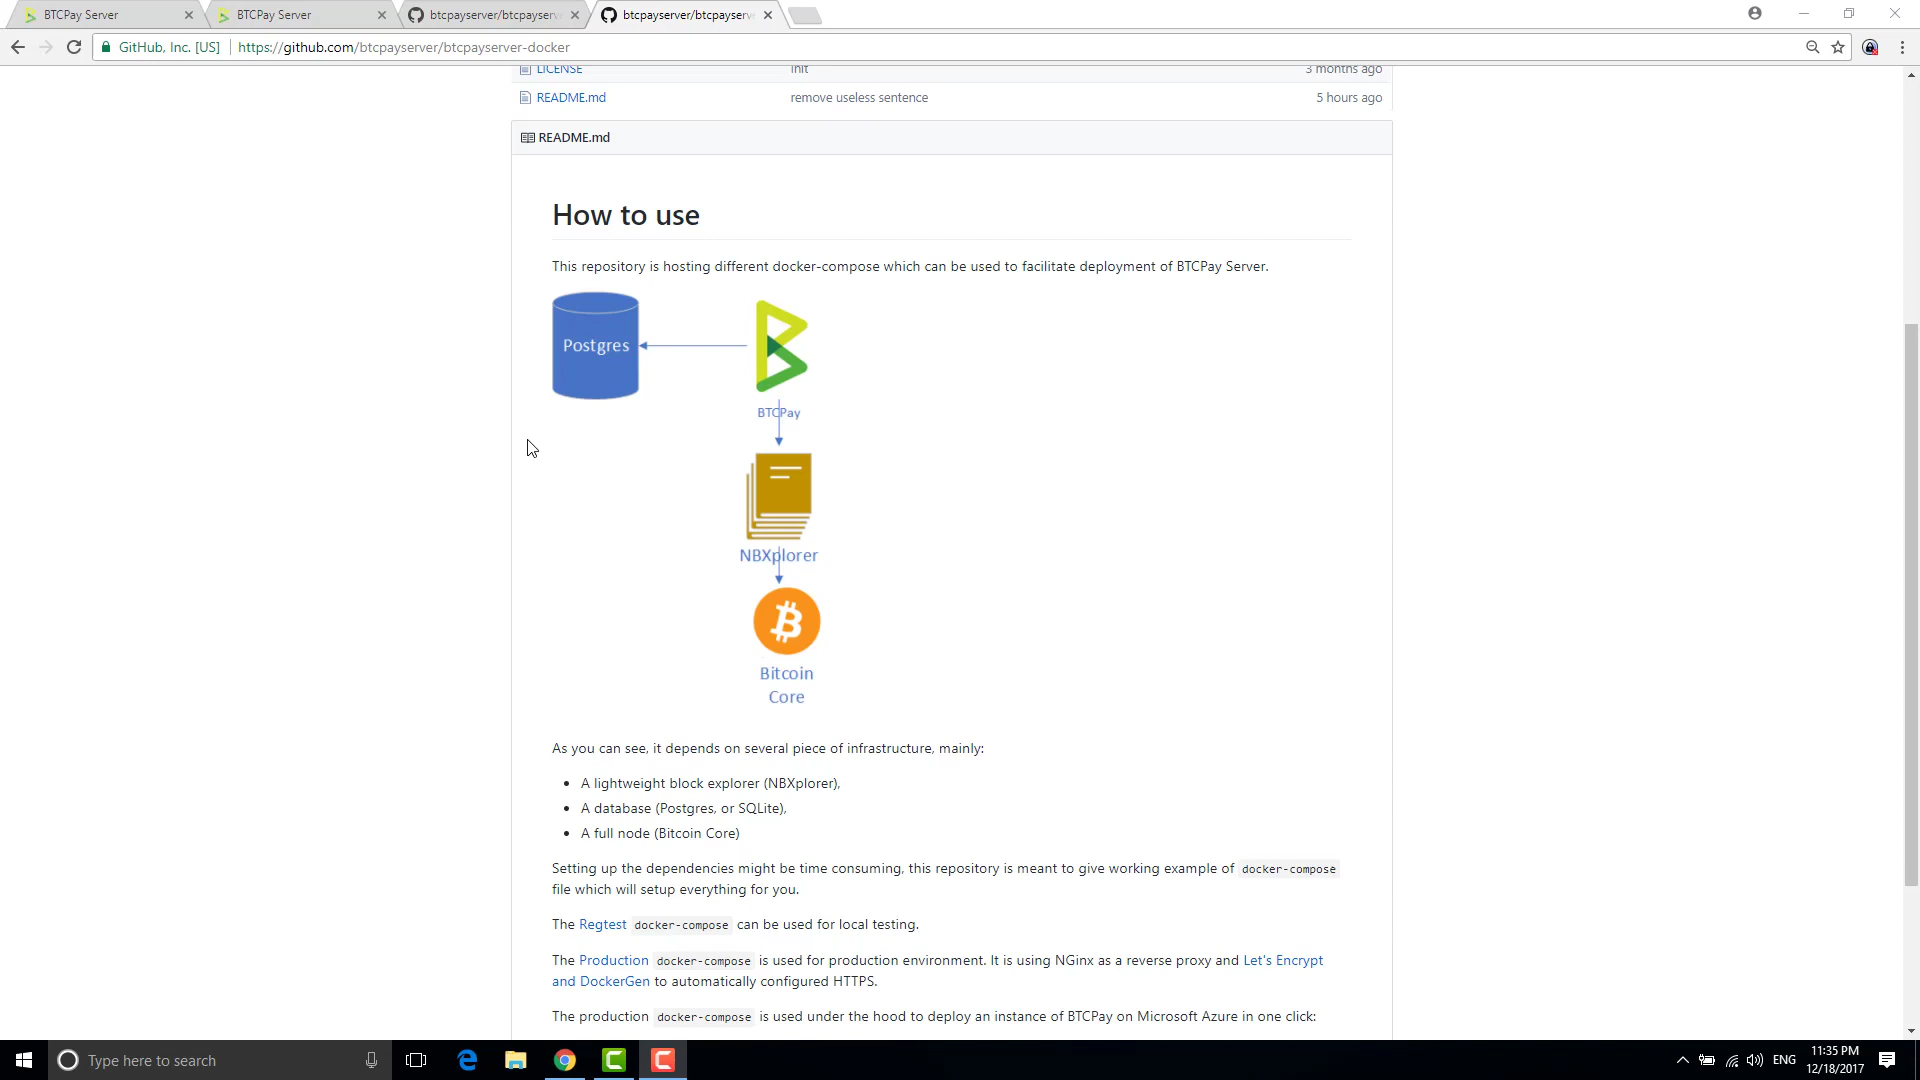 BTCPay Server
BTCPay Server
btcpayserver/btcpayserv
btcpayserver/btcpayserv
GitHub, Inc. [US]
https://github.com/btcpayserver/btcpayserver-docker
LICENSE init 3 months ago
README.md remove useless sentence 5 hours ago
README.md
How to use
This repository is hosting different docker-compose which can be used to facilitate deployment of BTCPay Server.
Postgres
BTCPay
NBXplorer
Bitcoin
Core
As you can see, it depends on several piece of infrastructure, mainly:
• A lightweight block explorer (NBXplorer),
• A database (Postgres, or SQLite),
• A full node (Bitcoin Core)
Setting up the dependencies might be time consuming, this repository is meant to give working example of docker-compose
file which will setup everything for you.
The Regtest docker-compose can be used for local testing.
The Production docker-compose is used for production environment. It is using NGinx as a reverse proxy and Let's Encrypt
and DockerGen to automatically configured HTTPS.
The production docker-compose is used under the hood to deploy an instance of BTCPay on Microsoft Azure in one click:
Type here to search
ENG
11:35 PM
12/18/2017